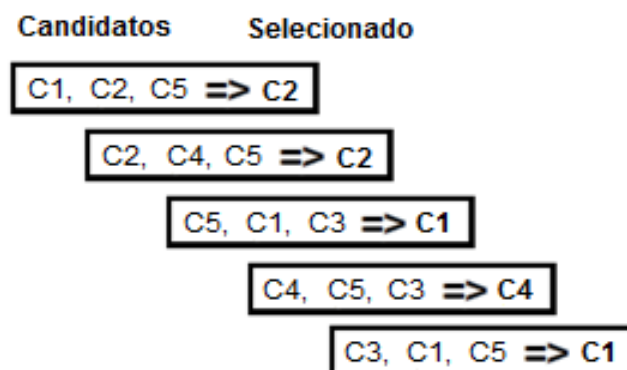 Candidatos Selecionado
C1, C2, C5 => C2
C2, C4, C5 => C2
C5, C1, C3 => C1
C4, C5, C3 => C4
C3, C1, C5 => C1